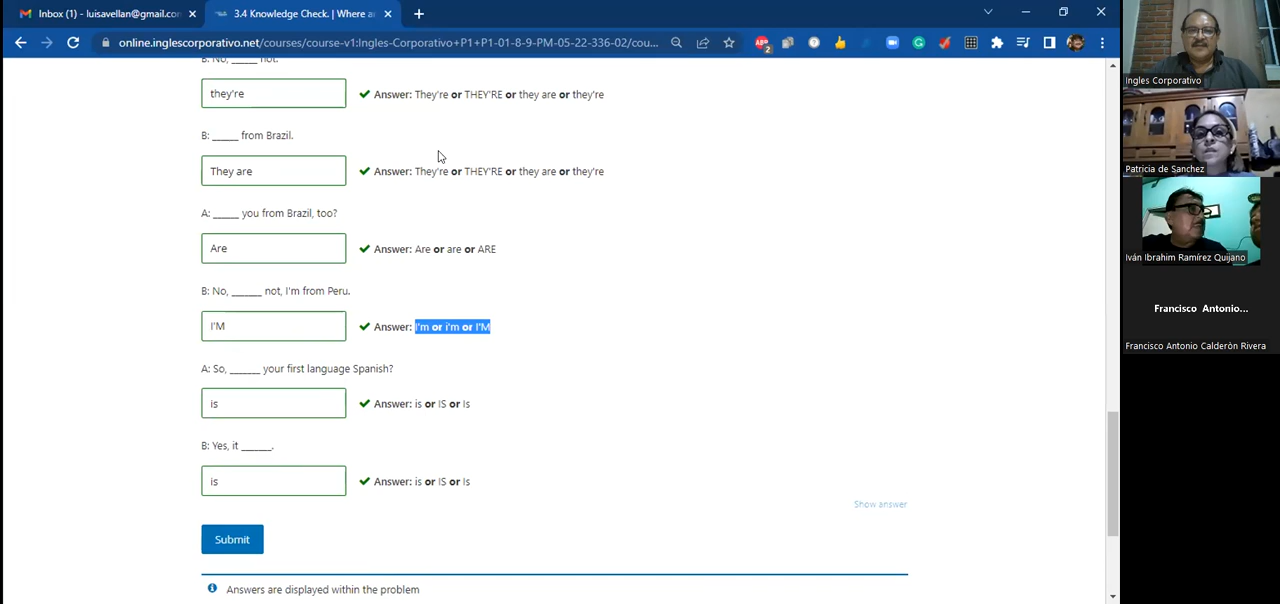 Inbox (1) - luisavellan@gmail.con
3.4 Knowledge Check. | Where a
online.inglescorporativo.net/courses/course-v1:Ingles-Corporativo+P1+P1-01-8-9-PM-05-22-336-02/cou...
B: No, _____ not.
they're
Answer: They're or THEY'RE or they are or they're
B: _____ from Brazil.
They are
Answer: They're or THEY'RE or they are or they're
A: _____ you from Brazil, too?
Are
Answer: Are or are or ARE
B: No, ______ not, I'm from Peru.
I'M
Answer: I'm or i'm or I'M
A: So, ______ your first language Spanish?
is
Answer: is or IS or Is
B: Yes, it ______.
is
Answer: is or IS or Is
Show answer
Submit
Answers are displayed within the problem
Ingles Corporativo
Patricia de Sanchez
Iván Ibrahim Ramírez Quijano
Francisco Antonio...
Francisco Antonio Calderòn Rivera